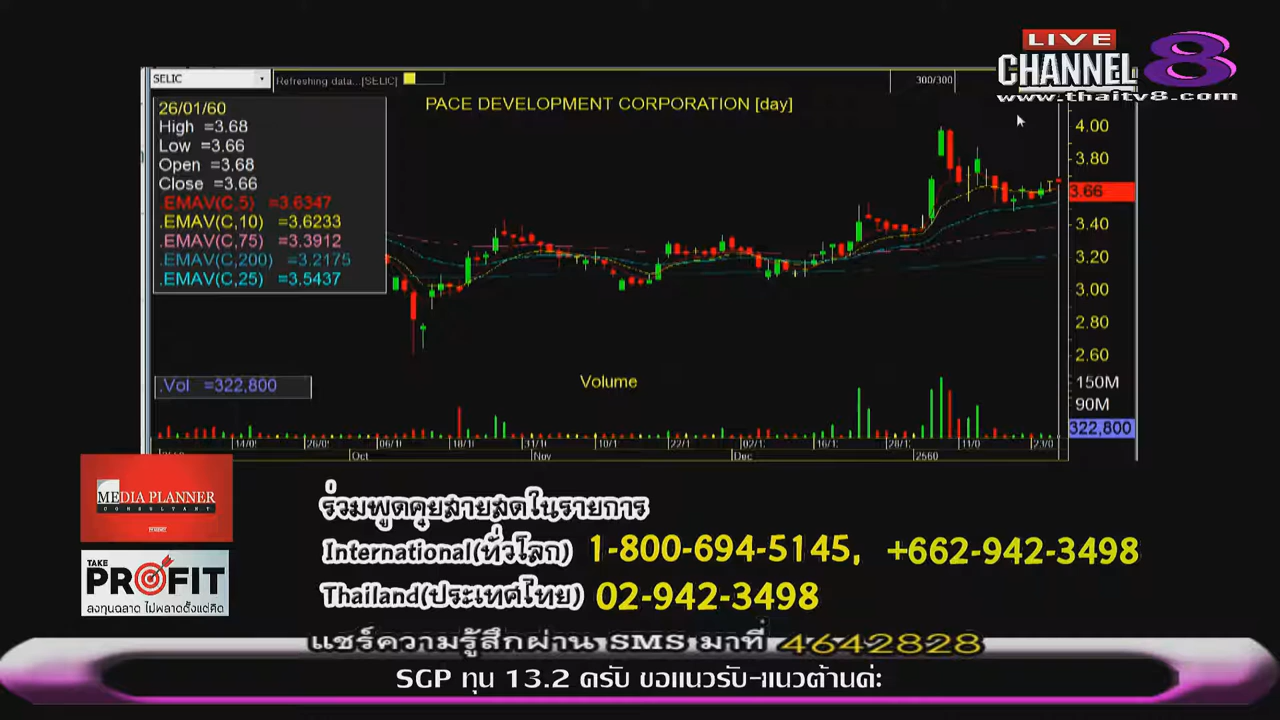 LIVE
CHANNEL 8
www.thaitv8.com
SELIC
Refreshing data...[SELIC]
300/300
PACE DEVELOPMENT CORPORATION [day]
26/01/60
High =3.68
Low =3.66
Open =3.68
Close =3.66
.EMAV(C,5) =3.6347
.EMAV(C,10) =3.6233
.EMAV(C,75) =3.3912
.EMAV(C,200) =3.2175
.EMAV(C,25) =3.5437
4.00
3.80
3.66
3.40
3.20
3.00
2.80
2.60
.Vol =322,800
Volume
150M
90M
322,800
Oct
Nov
Dec
2560
MEDIA PLANNER
CONSULTANT
TAKE
PROFIT
ลงทุนฉลาด ไม่พลาดตั้งแต่คิด
ร่วมพูดคุยสายสดในรายการ
International(ทั่วโลก) 1-800-694-5145, +662-942-3498
Thailand(ประเทศไทย) 02-942-3498
แชร์ความรู้สึกผ่าน SMS มาที่ 4642828
SGP ทุน 13.2 ครับ ขอแนวรับ-แนวต้านค่ะ